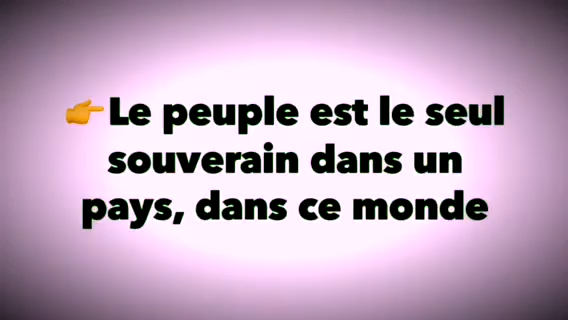 👉Le peuple est le seul
souverain dans un
pays, dans ce monde